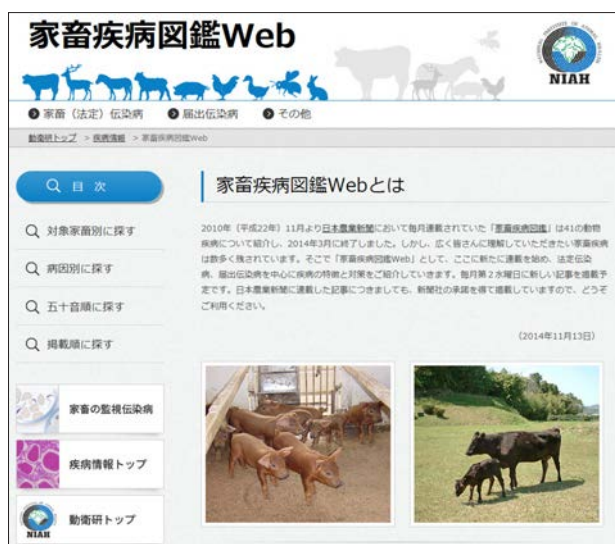 家畜疾病図鑑Web
NATIONAL INSTITUTE OF ANIMAL HEALTH
NIAH
家畜（法定）伝染病 届出伝染病 その他
動衛研トップ > 疾病情報 > 家畜疾病図鑑Web
目 次
対象家畜別に探す
病因別に探す
五十音順に探す
掲載順に探す
家畜の監視伝染病
疾病情報トップ
動衛研トップ
NIAH
家畜疾病図鑑Webとは
2010年（平成22年）11月より日本農業新聞において毎月連載されていた「家畜疾病図鑑」は41の動物
疾病について紹介し、2014年3月に終了しました。しかし、広く皆さんに理解していただきたい家畜疾病
は数多く残されています。そこで「家畜疾病図鑑Web」として、ここに新たに連載を始め、法定伝染
病、届出伝染病を中心に疾病の特徴と対策をご紹介していきます。毎月第２水曜日に新しい記事を掲載予
定です。日本農業新聞に連載した記事につきましても、新聞社の承諾を得て掲載していますので、どうぞ
ご利用ください。
（2014年11月13日）